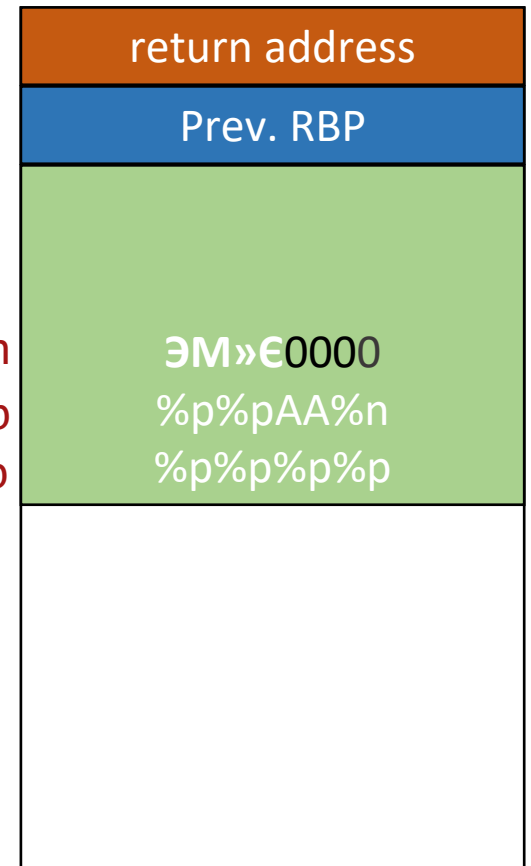 return address
Prev. RBP
n ЭМ»Є0000
p %p%pAA%n
p %p%p%p%p